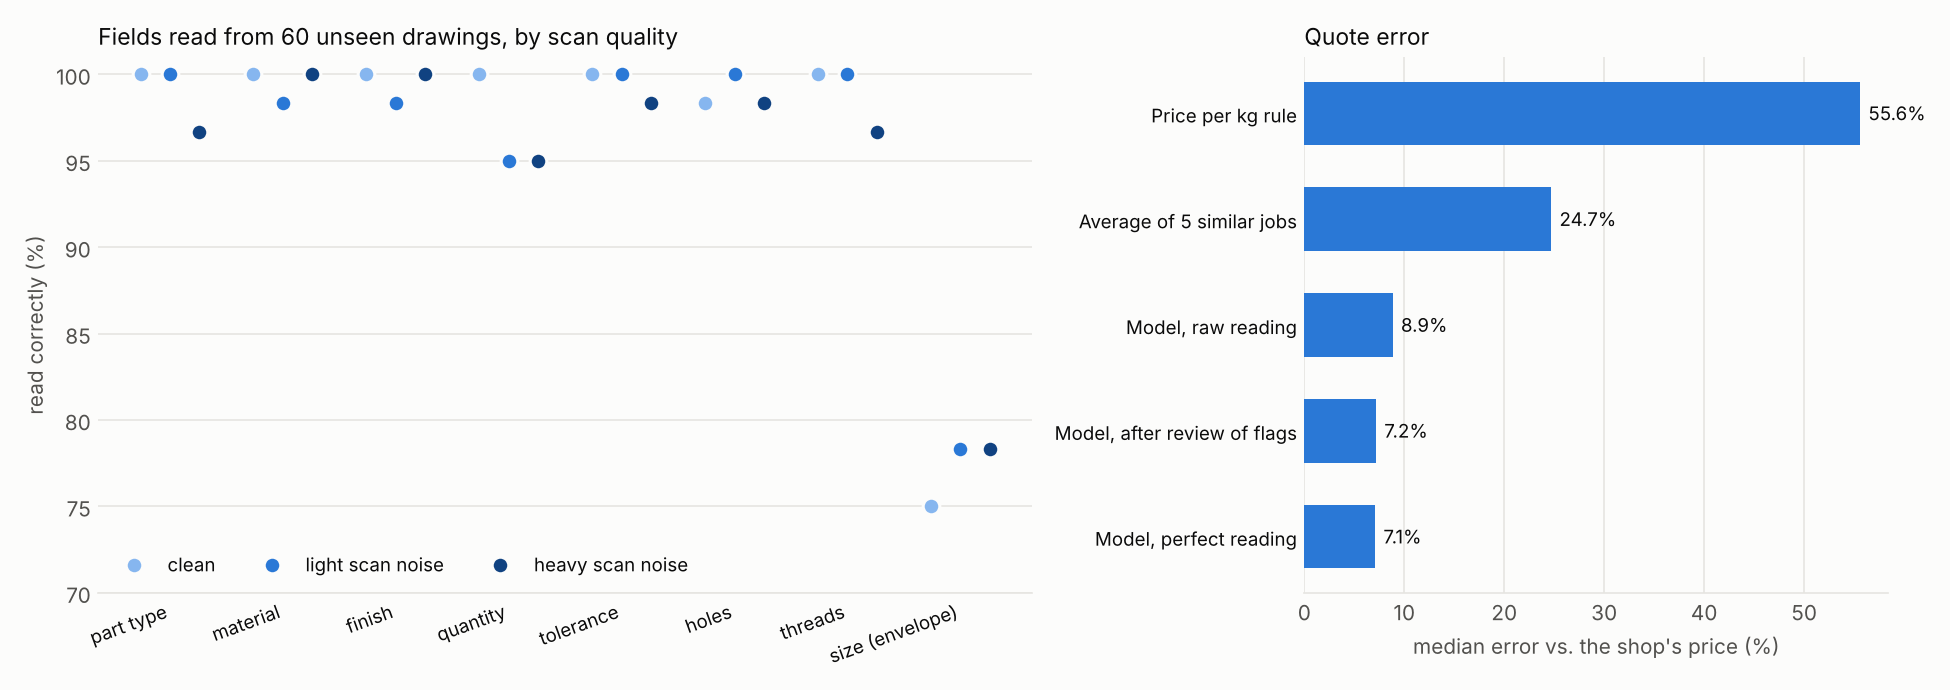 Fields read from 60 unseen drawings, by scan quality
100
95
90
85
80
75
70
read correctly (%)
clean
light scan noise
heavy scan noise
part type
material
finish
quantity
tolerance
holes
threads
size (envelope)
Quote error
Price per kg rule
55.6%
Average of 5 similar jobs
24.7%
Model, raw reading
8.9%
Model, after review of flags
7.2%
Model, perfect reading
7.1%
0
10
20
30
40
50
median error vs. the shop's price (%)